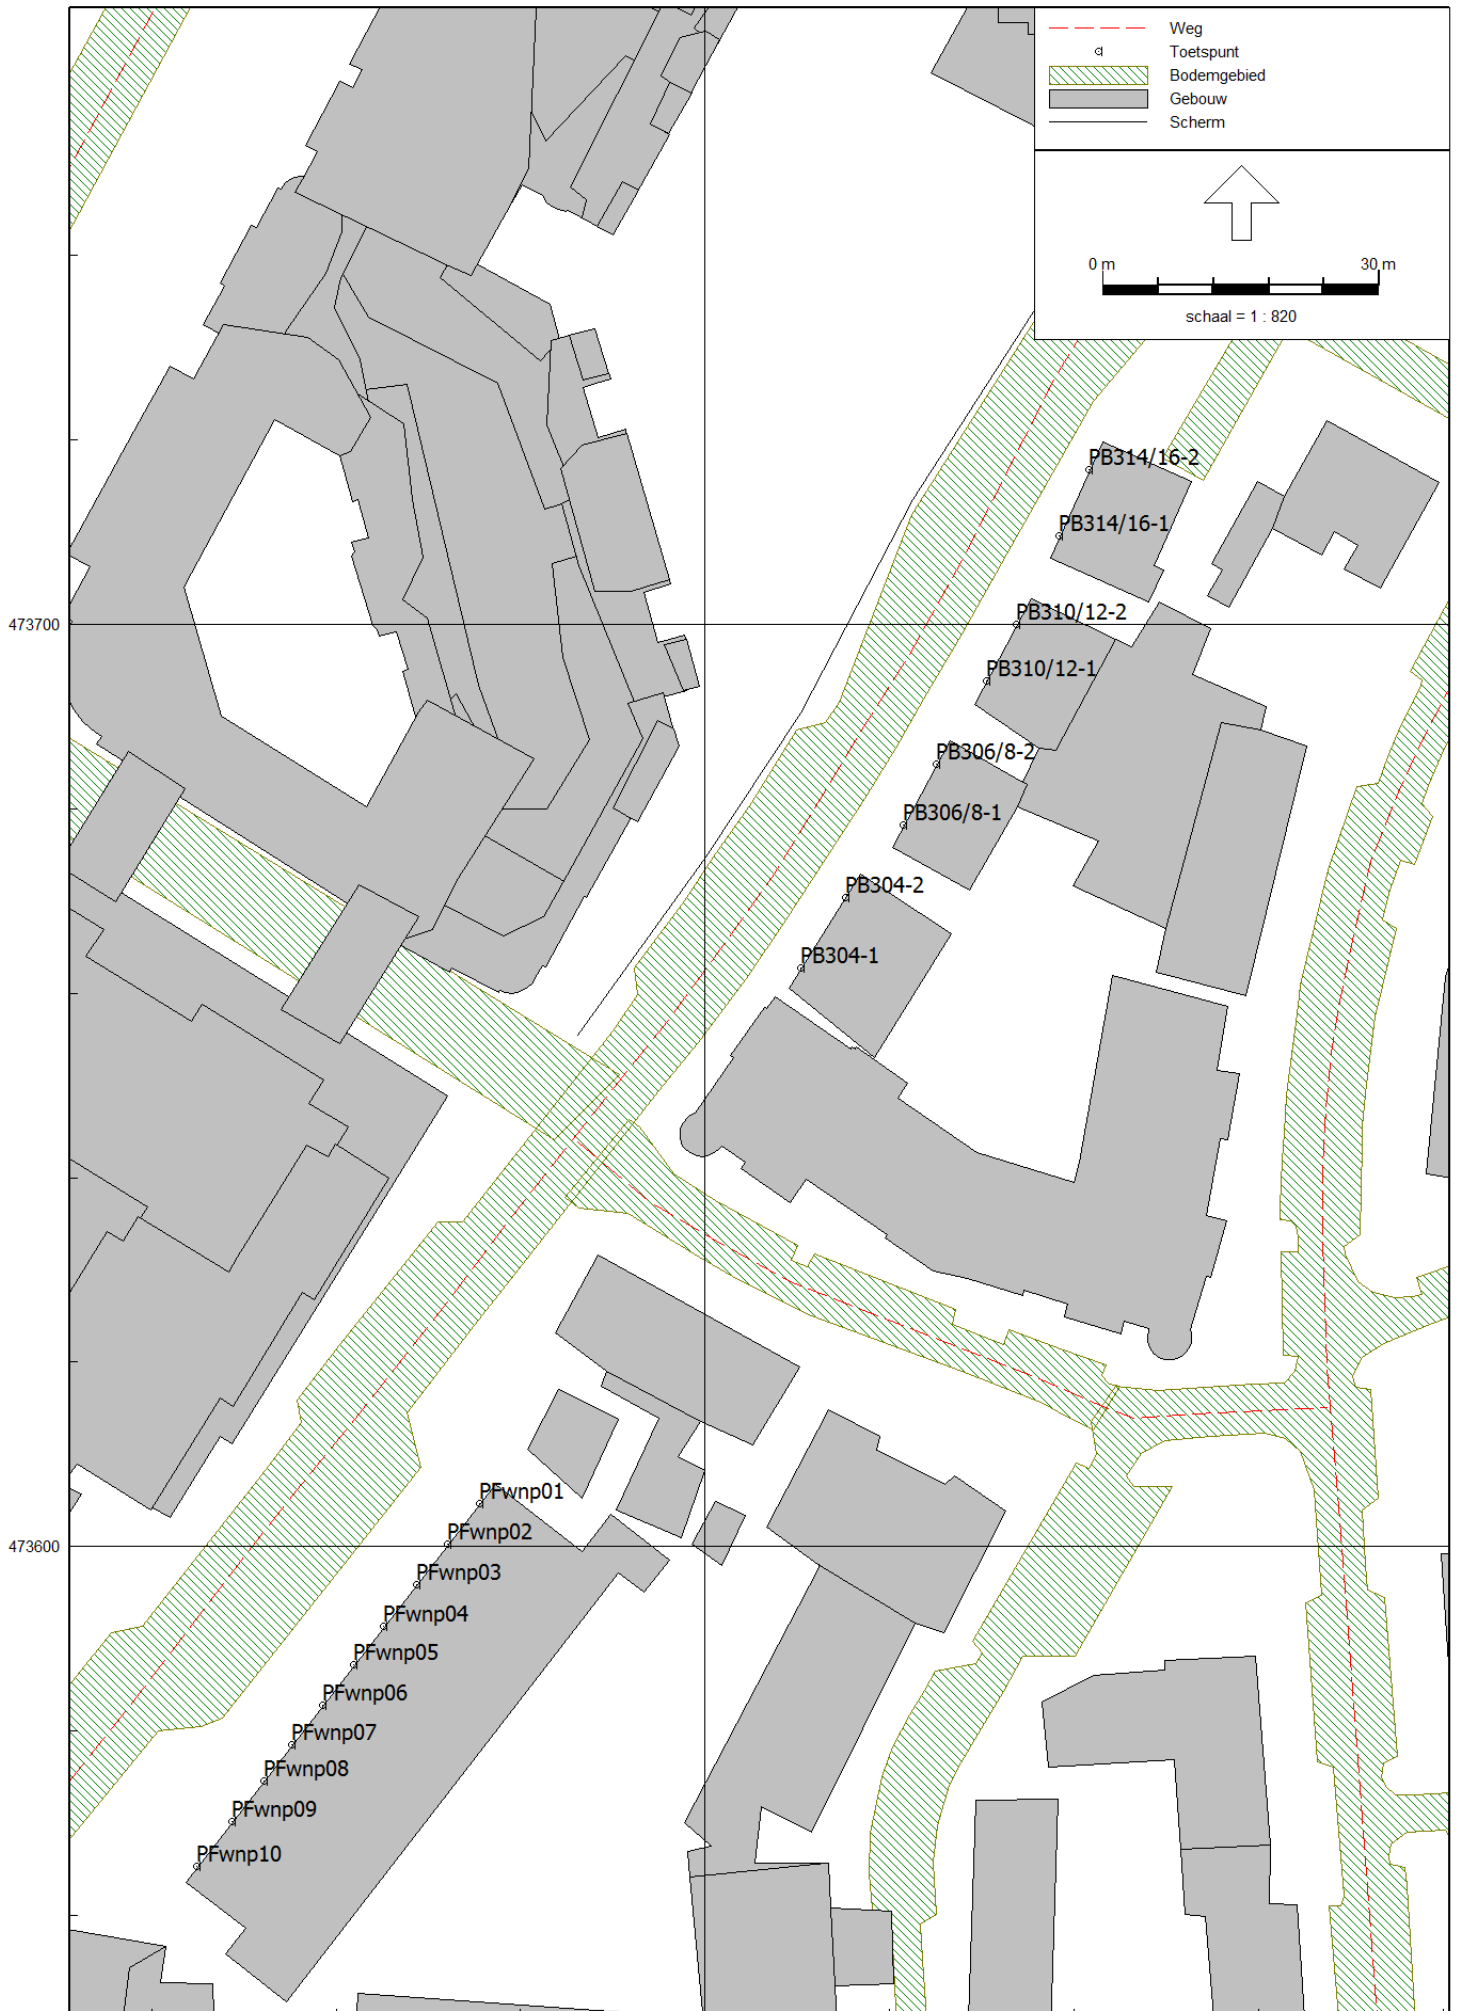 Weg
Toetspunt
Bodemgebied
Gebouw
Scherm
0 m 30 m
schaal = 1 : 820
PB314/16-2
PB314/16-1
PB310/12-2
473700
PB310/12-1
PB306/8-2
PB306/8-1
PB304-2
PB304-1
PFwnp01
PFwnp02
473600
PFwnp03
PFwnp04
PFwnp05
PFwnp06
PFwnp07
PFwnp08
PFwnp09
PFwnp10